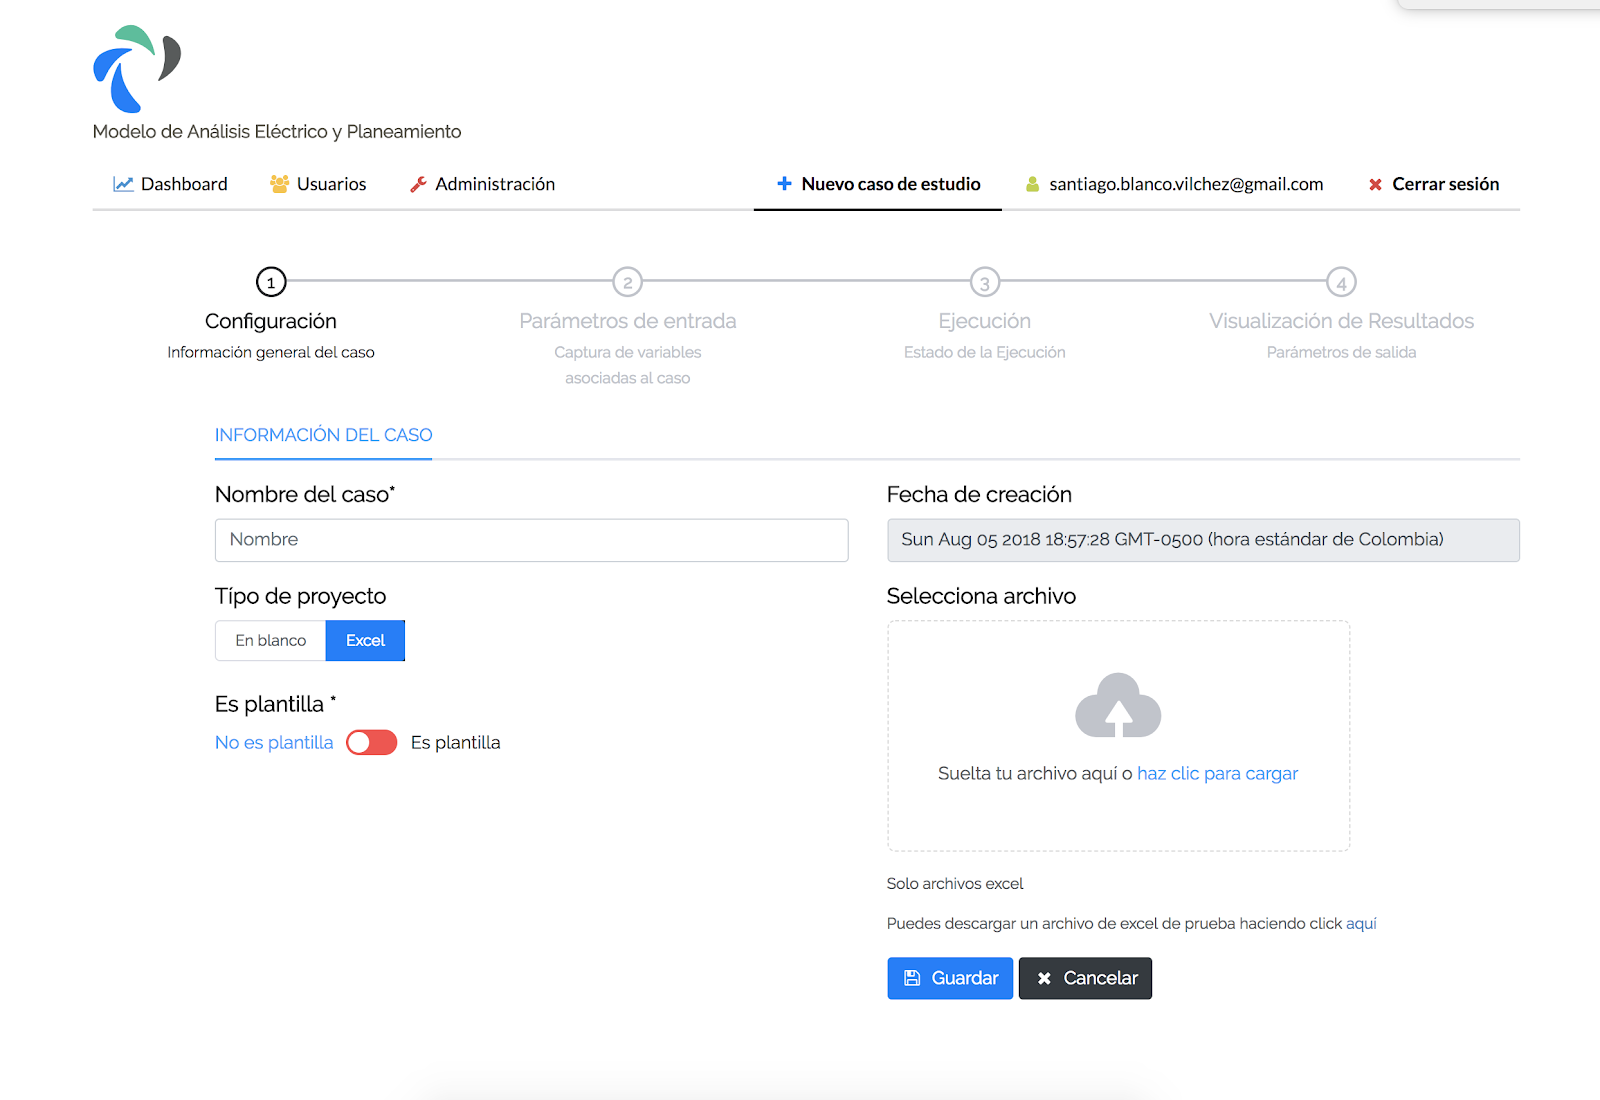 Modelo de Análisis Eléctrico y Planeamiento
Dashboard Usuarios Administración Nuevo caso de estudio santiago.blanco.vilchez@gmail.com Cerrar sesión
1 2 3 4
Configuración Parámetros de entrada Ejecución Visualización de Resultados
Información general del caso Captura de variables Estado de la Ejecución Parámetros de salida
asociadas al caso
INFORMACIÓN DEL CASO
Nombre del caso*
Nombre
Típo de proyecto
En blanco Excel
Es plantilla *
No es plantilla Es plantilla
Fecha de creación
Sun Aug 05 2018 18:57:28 GMT-0500 (hora estándar de Colombia)
Selecciona archivo
Suelta tu archivo aquí o haz clic para cargar
Solo archivos excel
Puedes descargar un archivo de excel de prueba haciendo click aquí
Guardar Cancelar